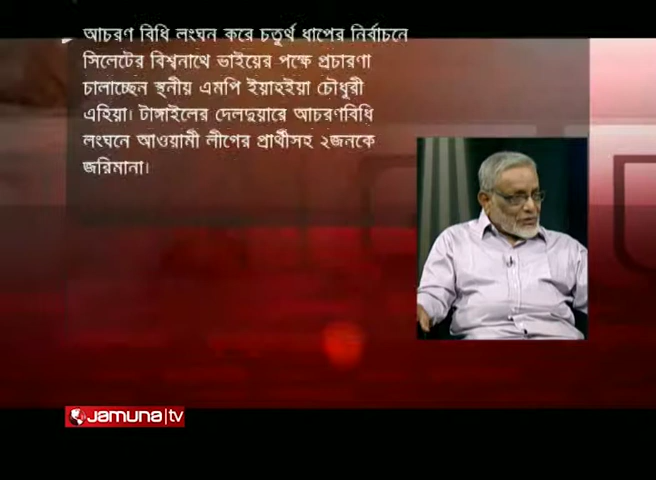 আচরণ বিধি লংঘন করে চতুর্থ ধাপের নির্বাচনে
সিলেটের বিশ্বনাথে ভাইয়ের পক্ষে প্রচারণা
চালাচ্ছেন স্থনীয় এমপি ইয়াহইয়া চৌধুরী
এহিয়া। টাঙ্গাইলের দেলদুয়ারে আচরণবিধি
লংঘনে আওয়ামী লীগের প্রার্থীসহ ২জনকে
জরিমানা।
JAMUNA|tv